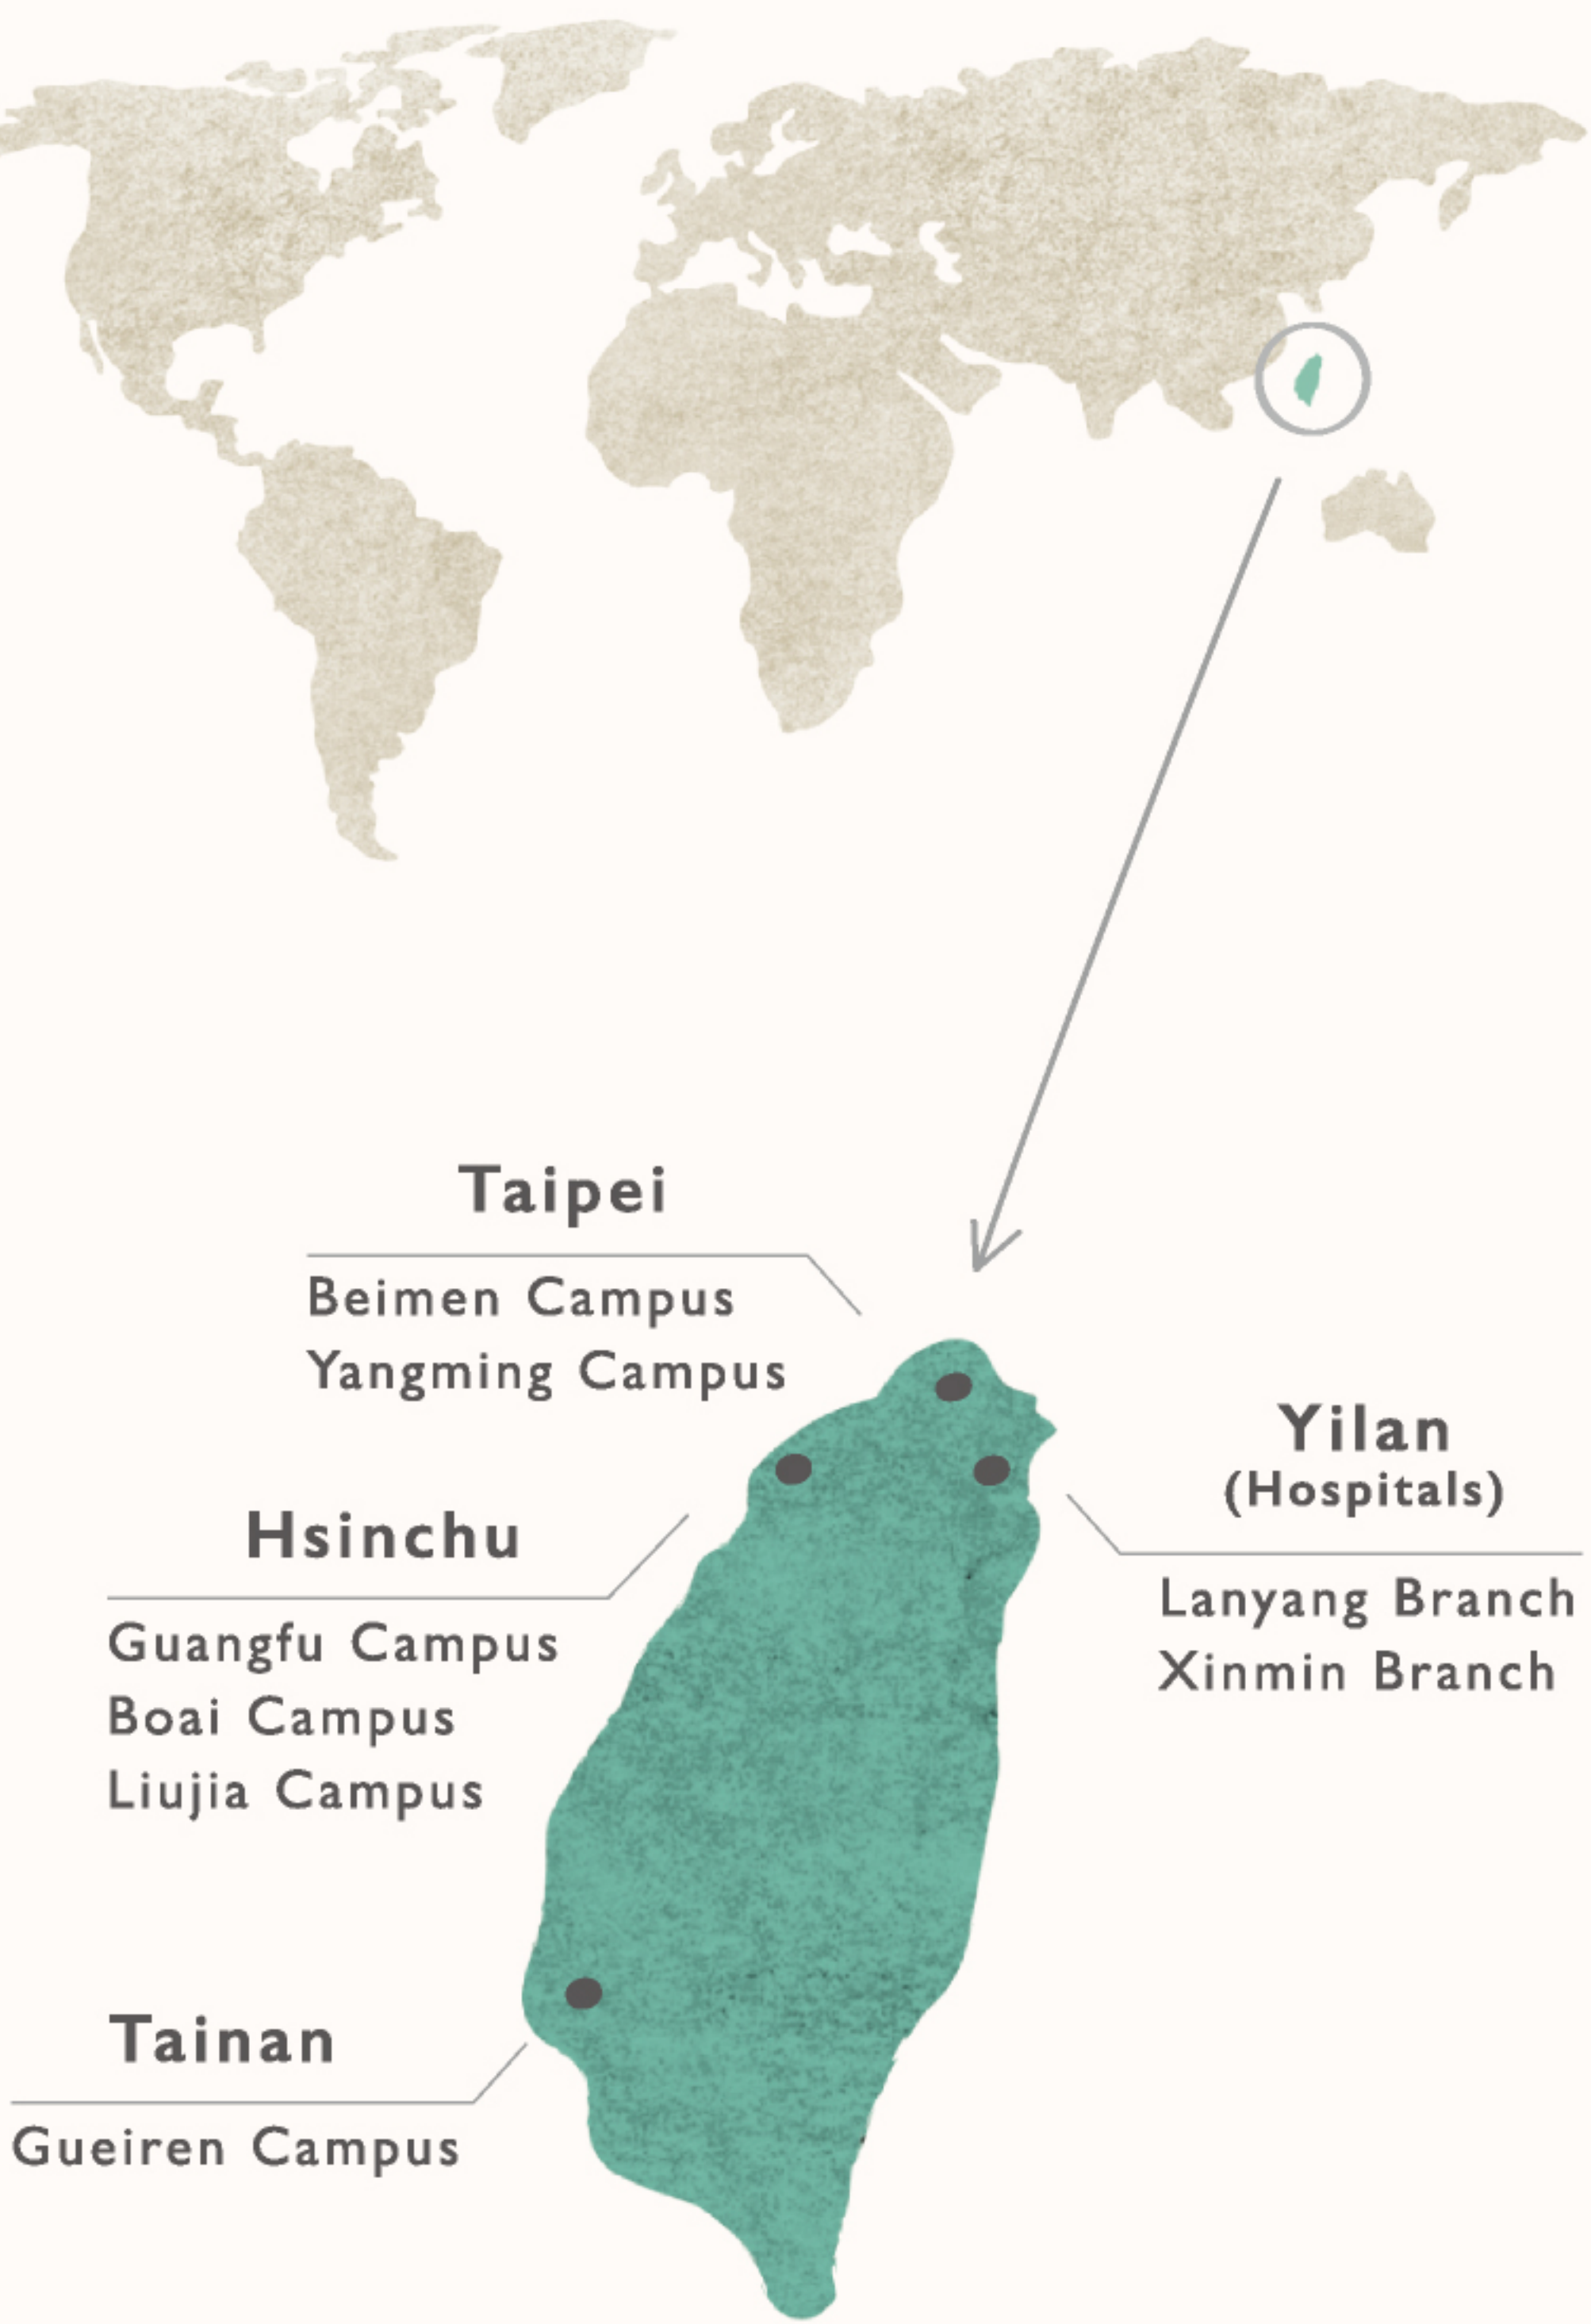 Taipei
Beimen Campus
Yangming Campus
Yilan
(Hospitals)
Lanyang Branch
Xinmin Branch
Hsinchu
Guangfu Campus
Boai Campus
Liujia Campus
Tainan
Gueiren Campus